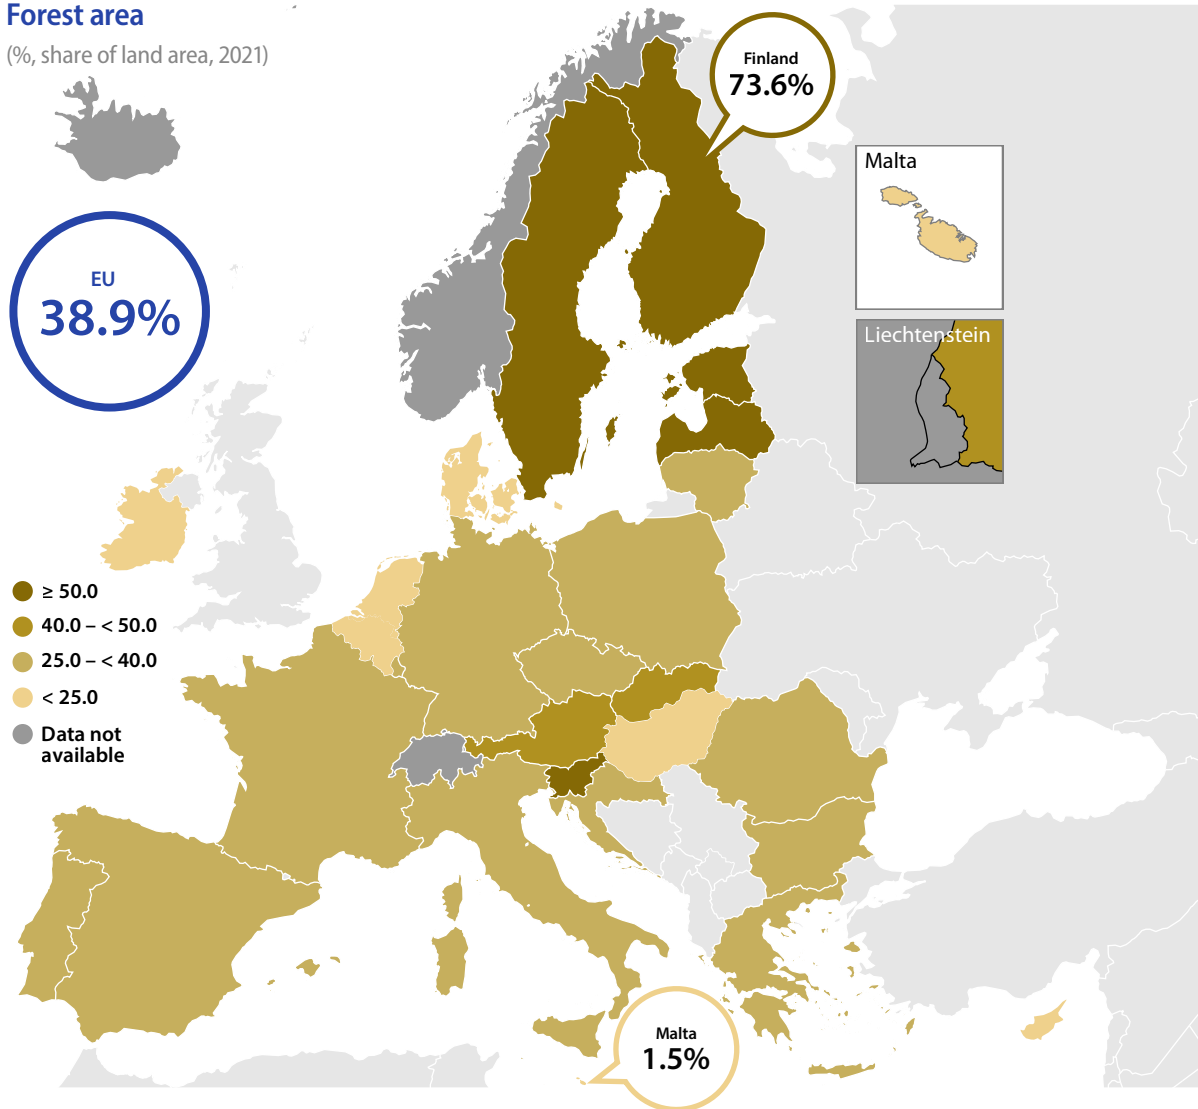 Forest area
(%, share of land area, 2021)
Finland
73.6%
Malta
EU
38.9%
Liechtenstein
≥ 50.0
40.0 – < 50.0
25.0 – < 40.0
< 25.0
Data not
available
Malta
1.5%